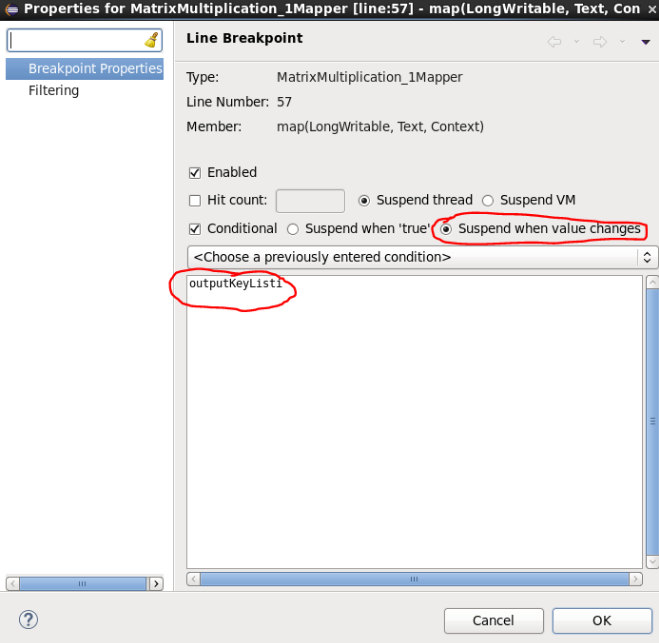 Properties for MatrixMultiplication_1Mapper [line:57] - map(LongWritable, Text, Con
Line Breakpoint
Breakpoint Properties
Filtering
Type: MatrixMultiplication_1Mapper
Line Number: 57
Member: map(LongWritable, Text, Context)
Enabled
Hit count: Suspend thread Suspend VM
Conditional Suspend when 'true' Suspend when value changes
<Choose a previously entered condition>
outputKeyListi
Cancel OK